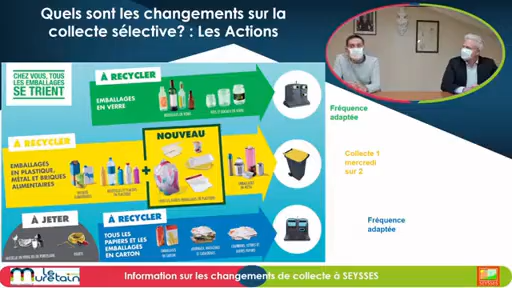 Quels sont les changements sur la
collecte sélective? : Les Actions
CHEZ VOUS, TOUS
LES EMBALLAGES
SE TRIENT
À RECYCLER
EMBALLAGES
EN VERRE
Fréquence
adaptée
À RECYCLER
EMBALLAGES
EN PLASTIQUE,
MÉTAL ET BRIQUES
ALIMENTAIRES
+
NOUVEAU
+
Collecte 1
mercredi
sur 2
À JETER
À RECYCLER
TOUS LES
PAPIERS ET LES
EMBALLAGES
EN CARTON
Fréquence
adaptée
Le Muretain
Information sur les changements de collecte à SEYSSES